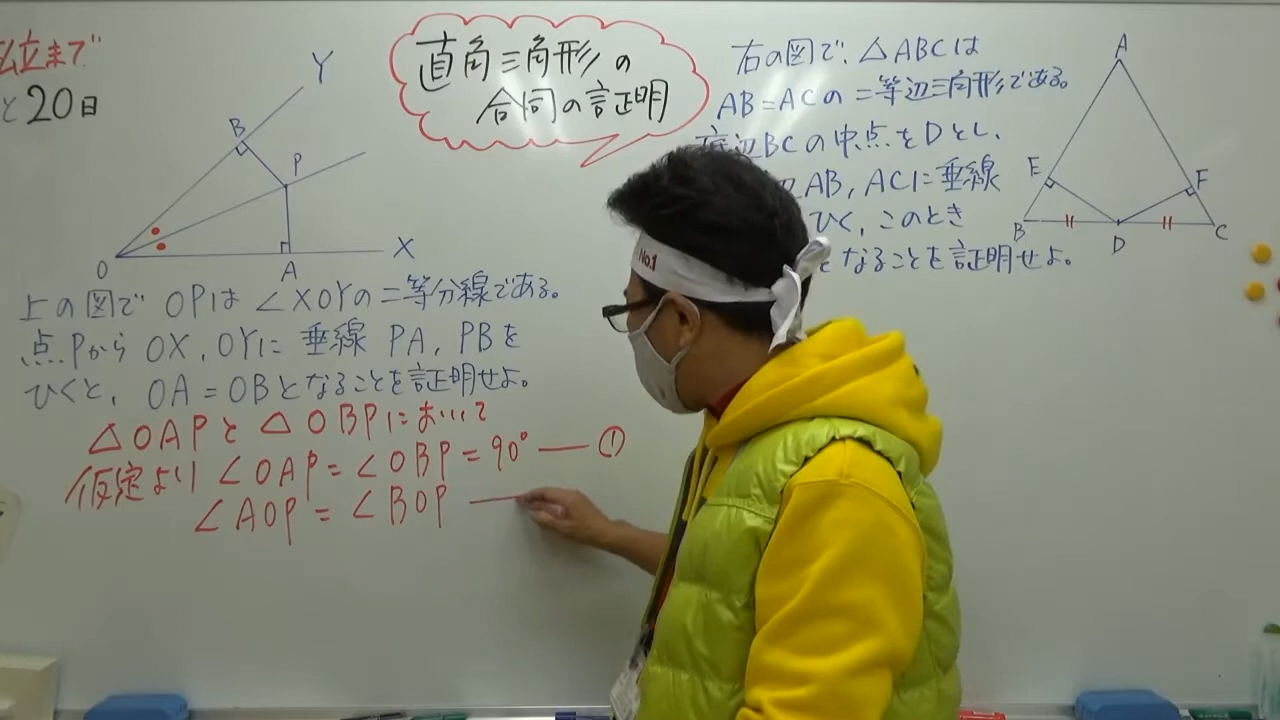 私立まで
と20日
直角三角形の
合同の証明
Y
B
P
O
A
X
上の図で OPは∠XOYの二等分線である。
点PからOX,OYに垂線 PA,PBを
ひくと、OA=OBとなることを証明せよ。
△OAPと△OBPにおいて
仮定より ∠OAP=∠OBP=90° ― ①
∠AOP=∠BOP ―
右の図で、△ABCは
AB=ACの二等辺三角形である。
底辺BCの中点をDとし、
AB,ACに垂線
ひく、このとき
となることを証明せよ。
A
E
F
B
D
C
No.1